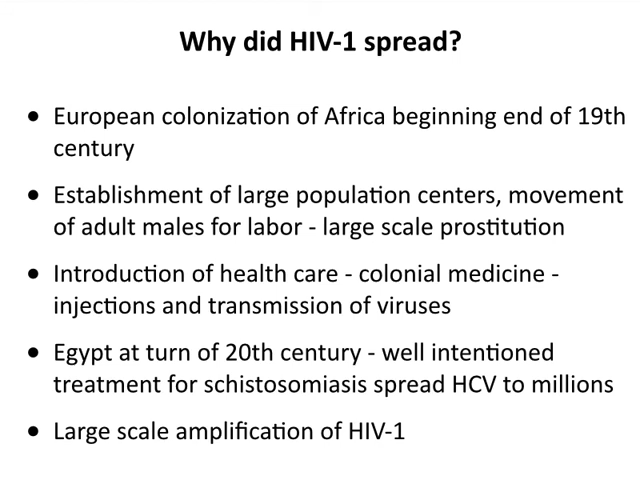 Why did HIV-1 spread?
• European colonization of Africa beginning end of 19th
century
• Establishment of large population centers, movement
of adult males for labor - large scale prostitution
• Introduction of health care - colonial medicine -
injections and transmission of viruses
• Egypt at turn of 20th century - well intentioned
treatment for schistosomiasis spread HCV to millions
• Large scale amplification of HIV-1